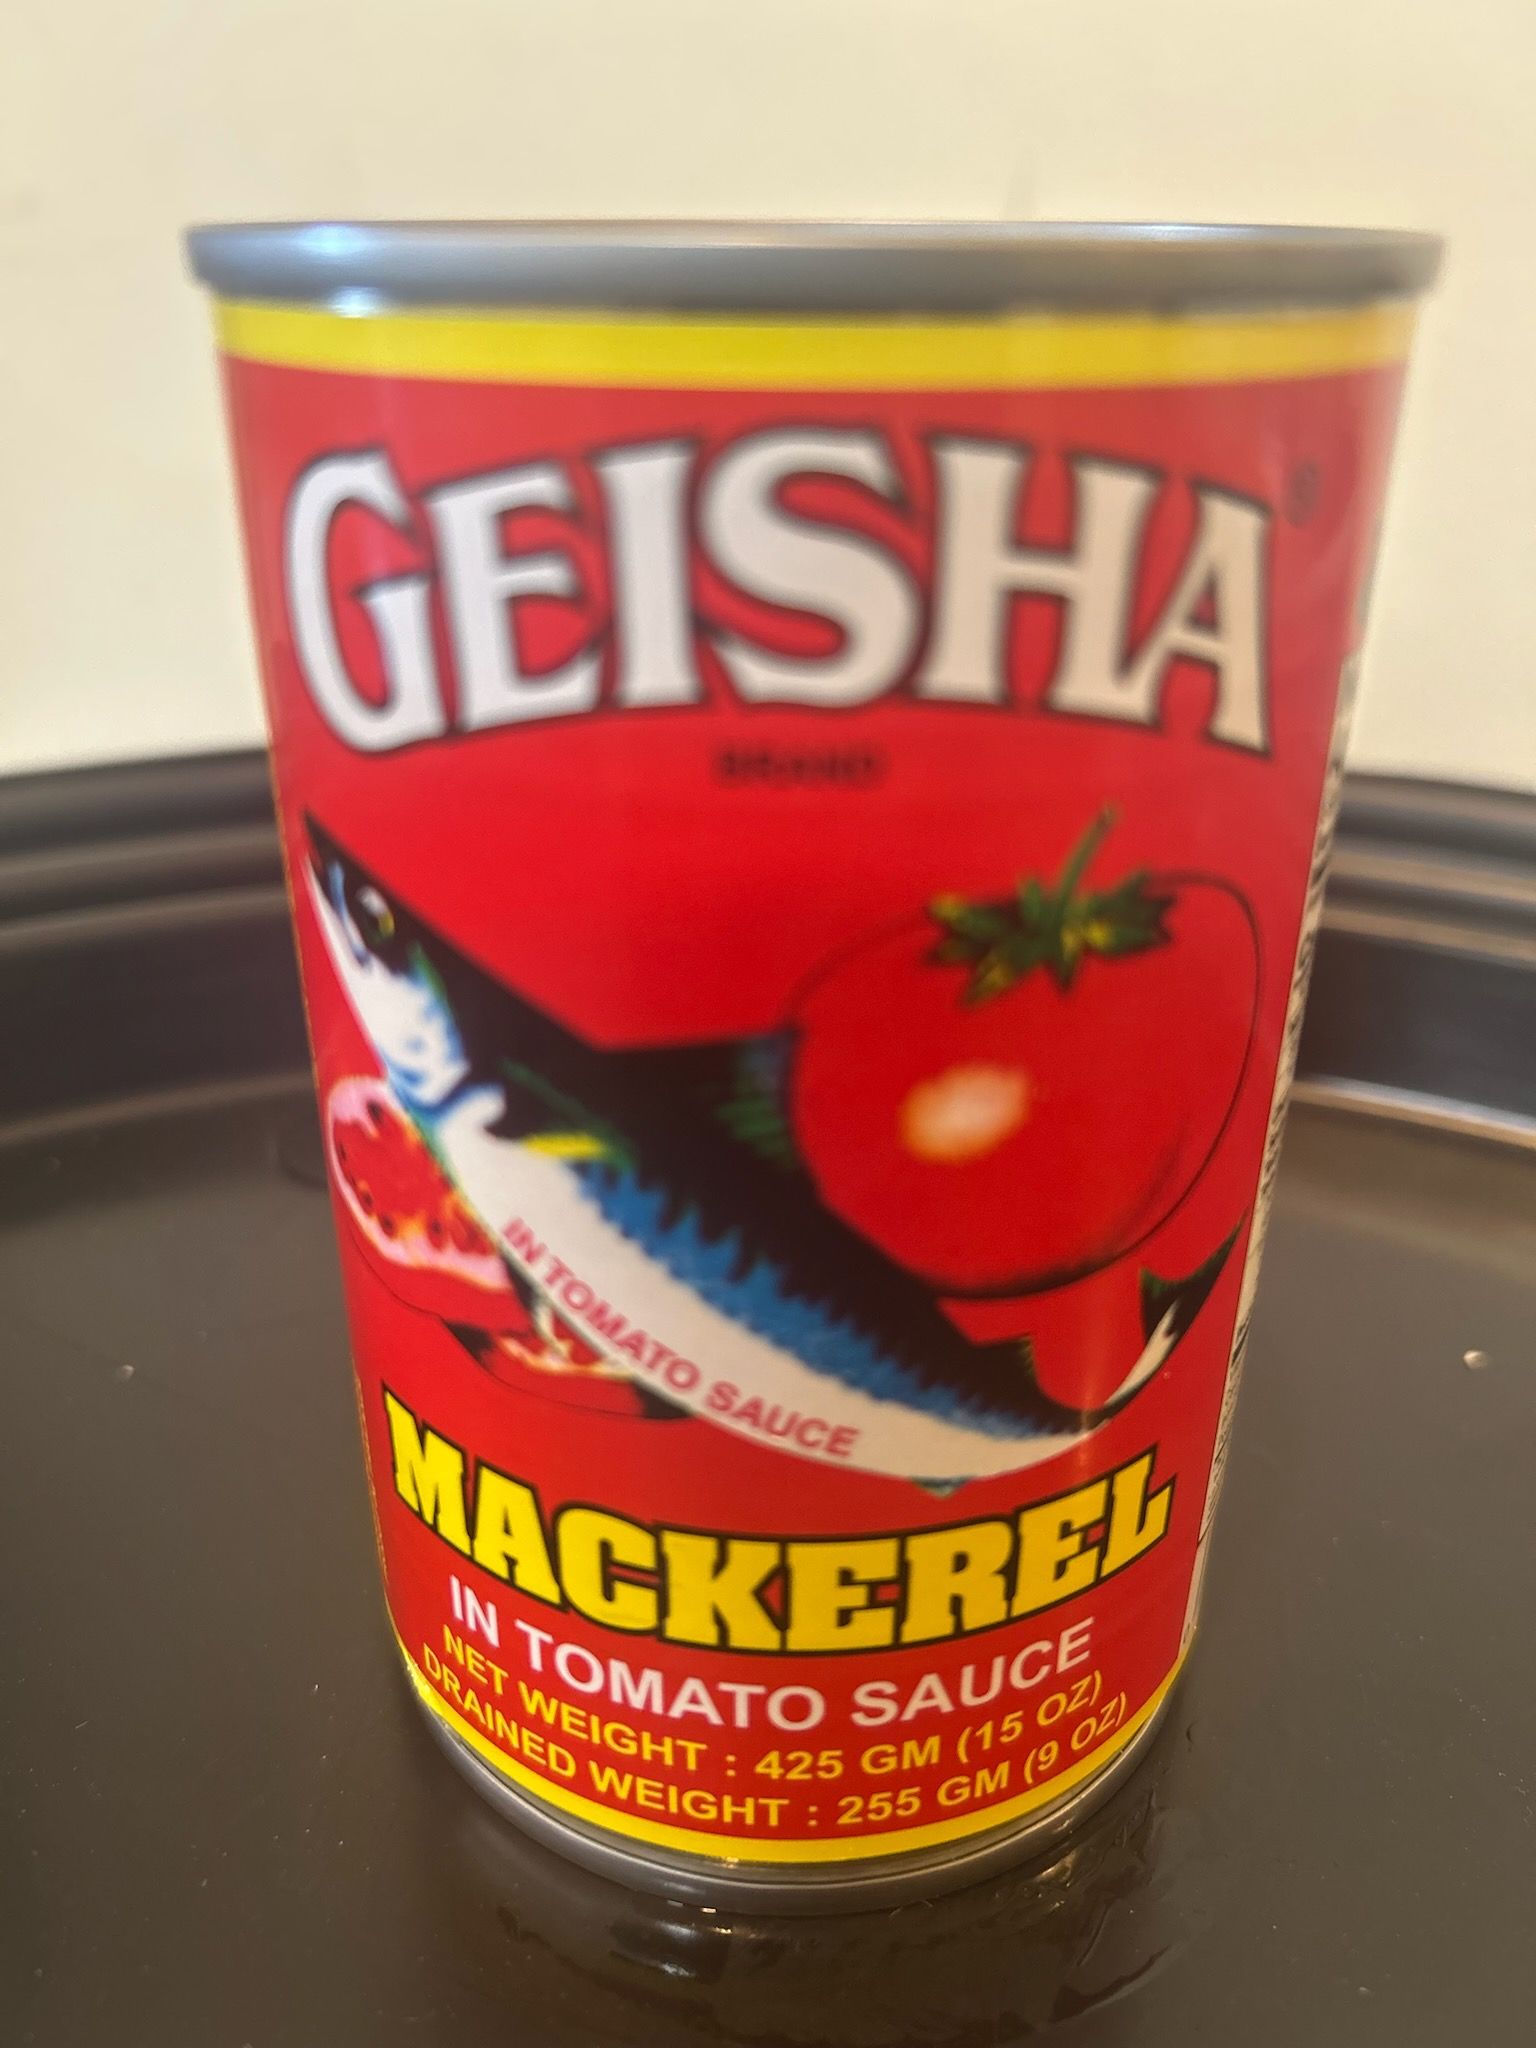 GEISHA®
BRAND
IN TOMATO SAUCE
MACKEREL
IN TOMATO SAUCE
NET WEIGHT : 425 GM (15 OZ)
DRAINED WEIGHT : 255 GM (9 OZ)